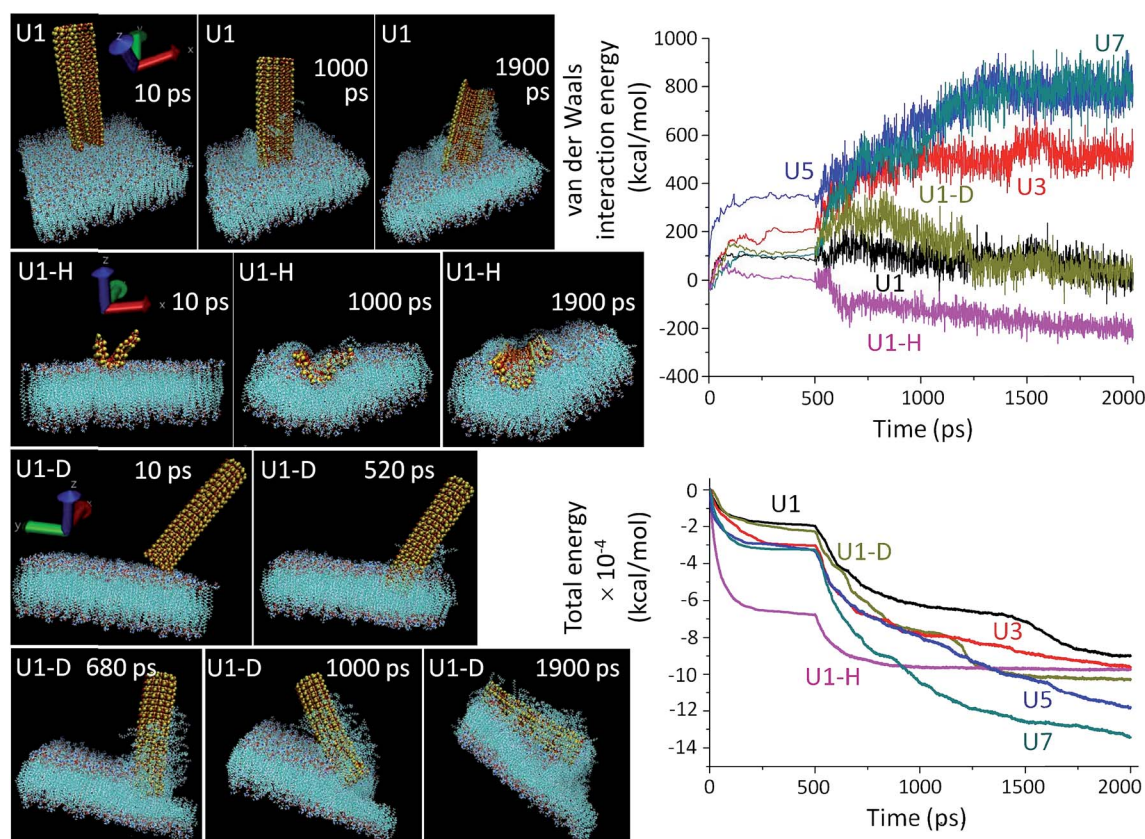 U1
z
y
x
10 ps
U1
1000
ps
U1
1900
ps
U1-H
z
x
10 ps
U1-H
1000 ps
U1-H
1900 ps
U1-D
10 ps
z
x
y
U1-D
520 ps
U1-D
680 ps
U1-D
1000 ps
U1-D
1900 ps
van der Waals
interaction energy
(kcal/mol)
1000
800
600
400
200
0
-200
-400
U7
U5
U3
U1-D
U1
U1-H
0
500
1000
1500
2000
Time (ps)
Total energy
× 10⁻⁴
(kcal/mol)
0
-2
-4
-6
-8
-10
-12
-14
U1
U1-D
U3
U1-H
U5
U7
0
500
1000
1500
2000
Time (ps)